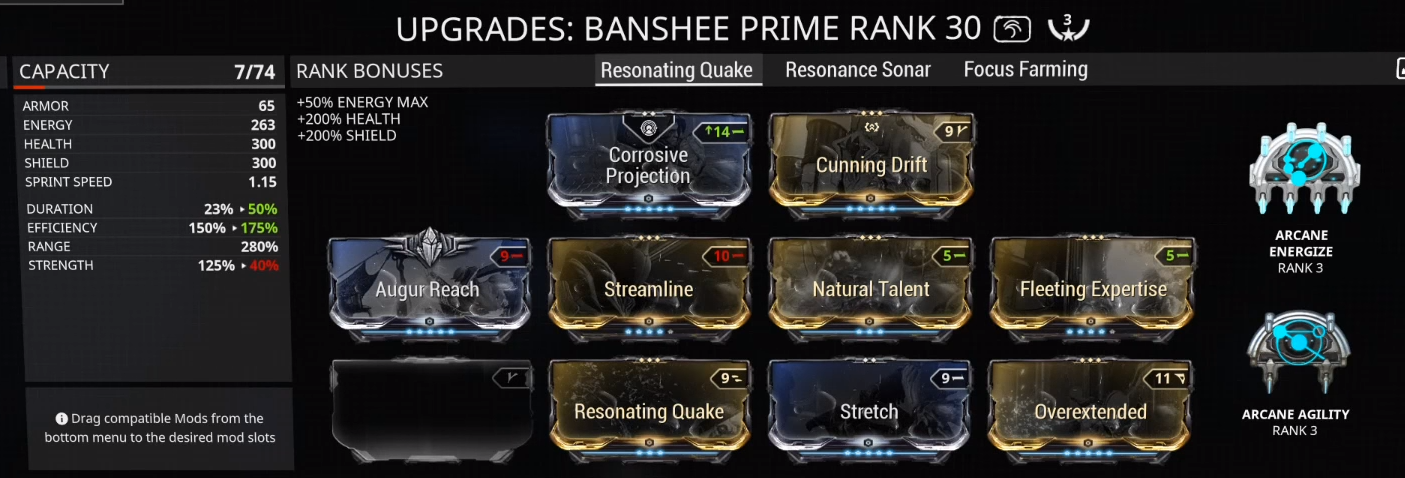 UPGRADES: BANSHEE PRIME RANK 30 3
CAPACITY 7/74
RANK BONUSES
Resonating Quake Resonance Sonar Focus Farming
ARMOR 65
ENERGY 263
HEALTH 300
SHIELD 300
SPRINT SPEED 1.15
DURATION 23% ▸ 50%
EFFICIENCY 150% ▸ 175%
RANGE 280%
STRENGTH 125% ▸ 40%
+50% ENERGY MAX
+200% HEALTH
+200% SHIELD
↑14
Corrosive
Projection
9
Cunning Drift
9
Augur Reach
10
Streamline
5
Natural Talent
5
Fleeting Expertise
9
Resonating Quake
9
Stretch
11
Overextended
ARCANE
ENERGIZE
RANK 3
ARCANE AGILITY
RANK 3
Drag compatible Mods from the
bottom menu to the desired mod slots